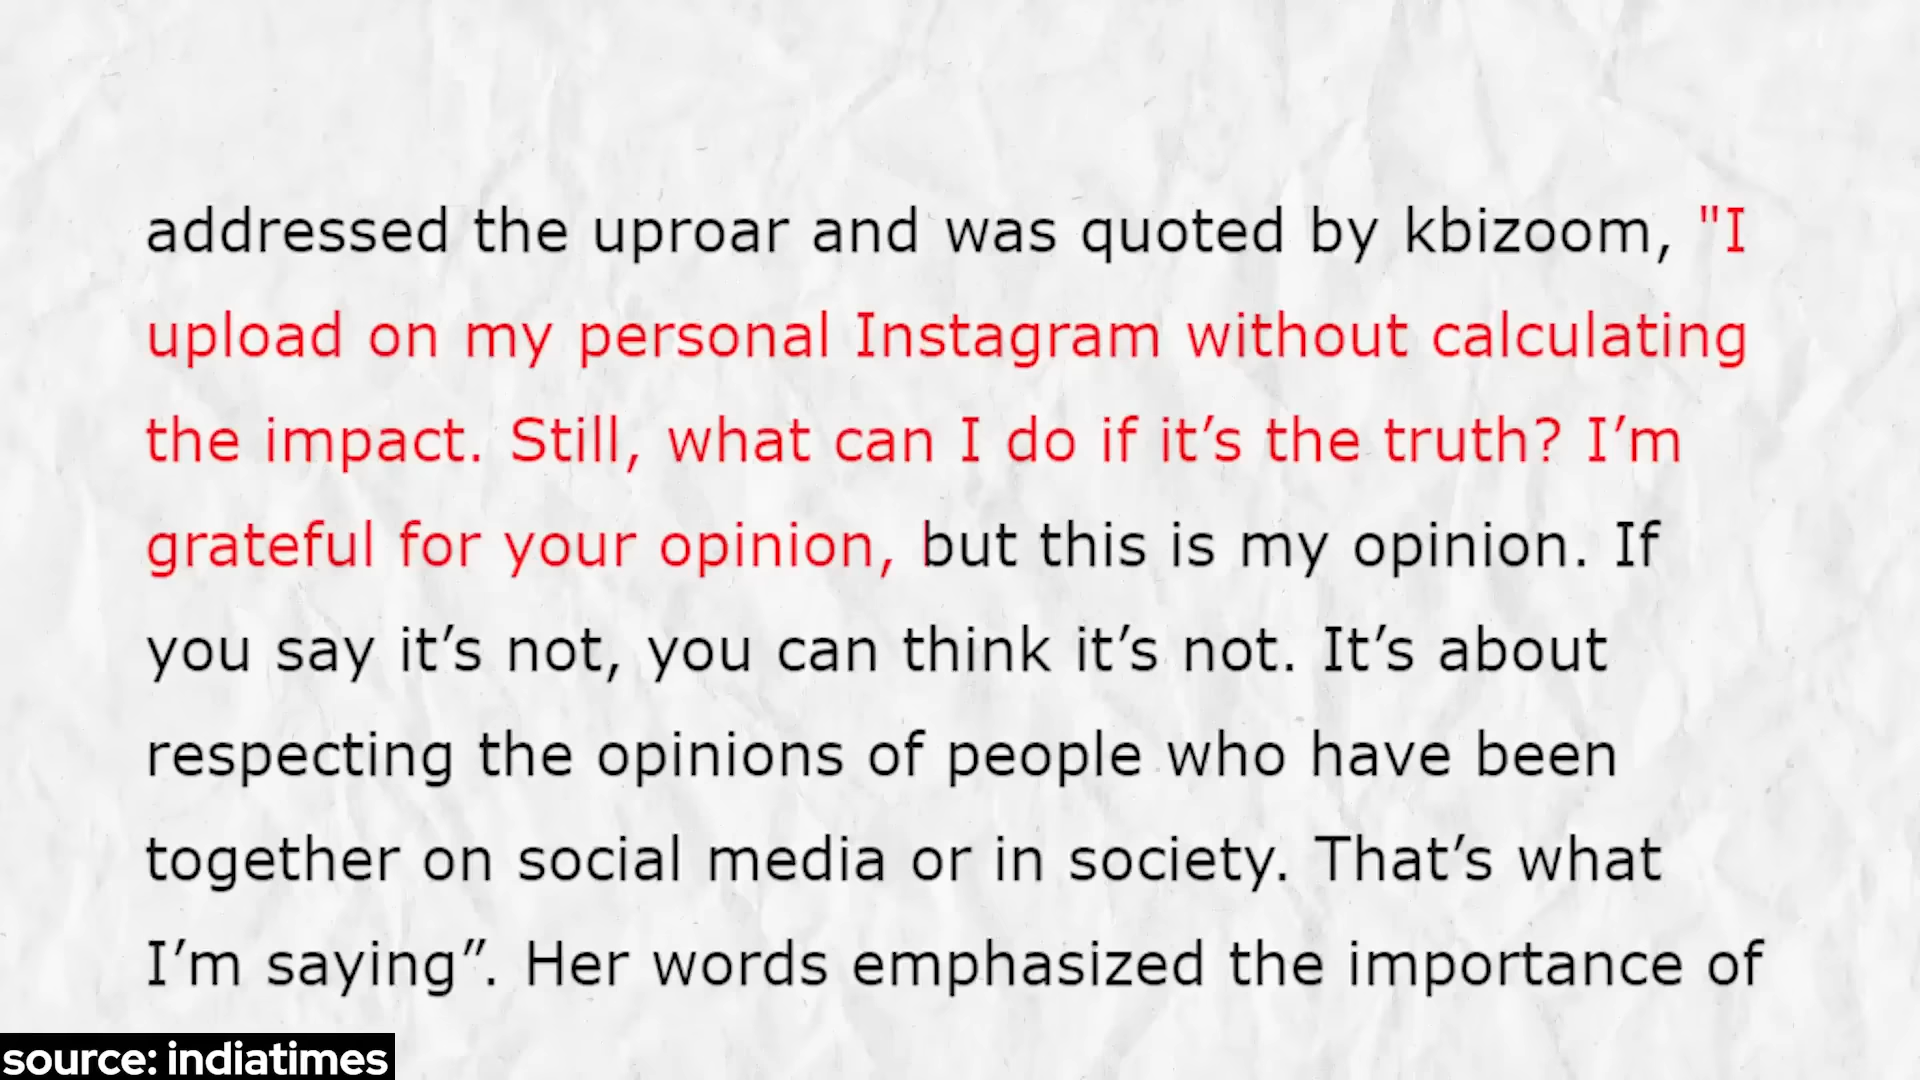 addressed the uproar and was quoted by kbizoom, "I
upload on my personal Instagram without calculating
the impact. Still, what can I do if it’s the truth? I’m
grateful for your opinion, but this is my opinion. If
you say it’s not, you can think it’s not. It’s about
respecting the opinions of people who have been
together on social media or in society. That’s what
I’m saying”. Her words emphasized the importance of
source: indiatimes